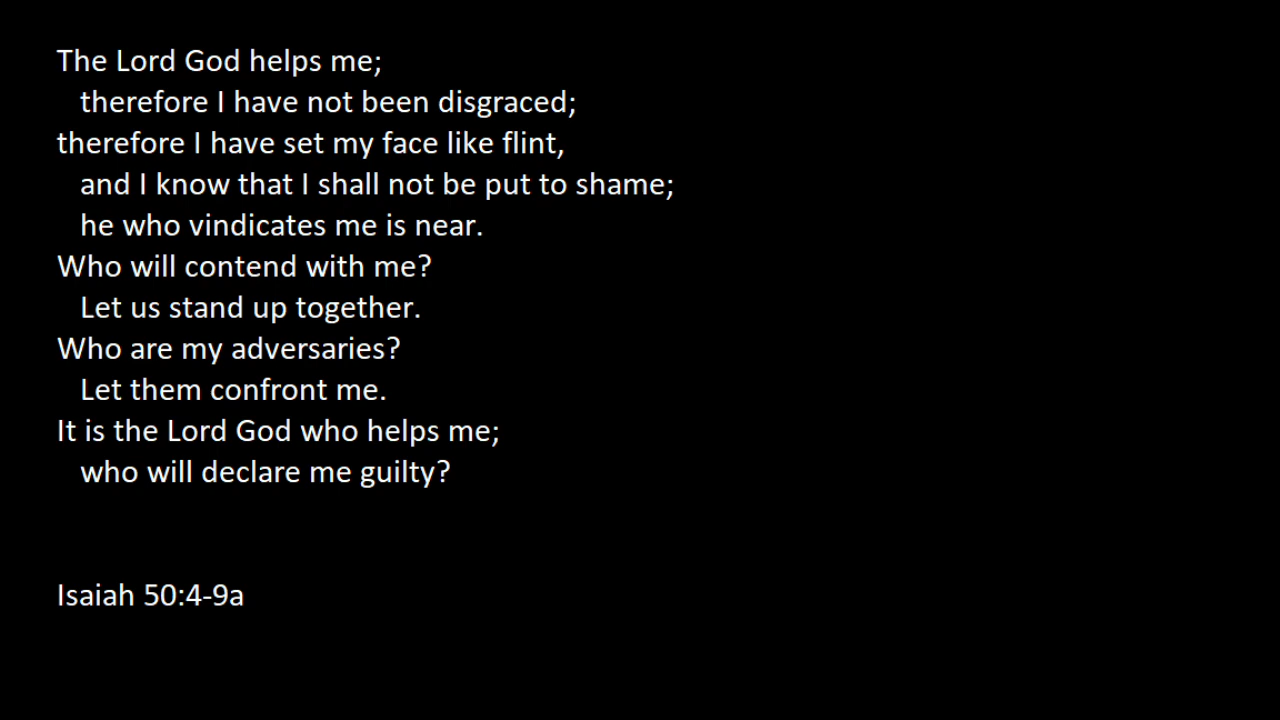 The Lord God helps me;
therefore I have not been disgraced;
therefore I have set my face like flint,
and I know that I shall not be put to shame;
he who vindicates me is near.
Who will contend with me?
Let us stand up together.
Who are my adversaries?
Let them confront me.
It is the Lord God who helps me;
who will declare me guilty?
Isaiah 50:4-9a